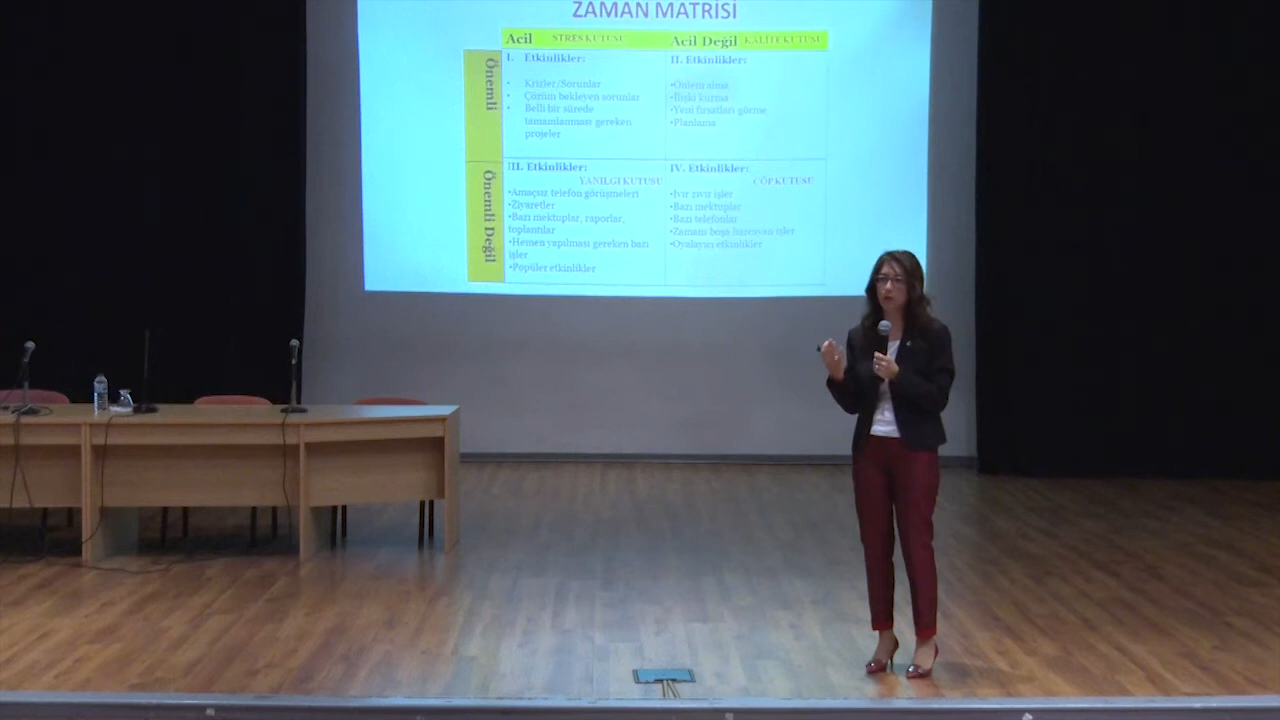 ZAMAN MATRİSİ
Acil STRES KUTUSU
Acil Değil KALİTE KUTUSU
Önemli
I. Etkinlikler:
• Krizler/Sorunlar
• Çözüm bekleyen sorunlar
• Belli bir sürede
tamamlanması gereken
projeler
II. Etkinlikler:
•Önlem alma
•İlişki kurma
•Yeni fırsatları görme
•Planlama
Önemli Değil
III. Etkinlikler:
YANILGI KUTUSU
•Amaçsız telefon görüşmeleri
•Ziyaretler
•Bazı mektuplar, raporlar,
toplantılar
•Hemen yapılması gereken bazı
işler
•Popüler etkinlikler
IV. Etkinlikler:
ÇÖP KUTUSU
•Ivır zıvır işler
•Bazı mektuplar
•Bazı telefonlar
•Zamanı boşa harcayan işler
•Oyalayıcı etkinlikler